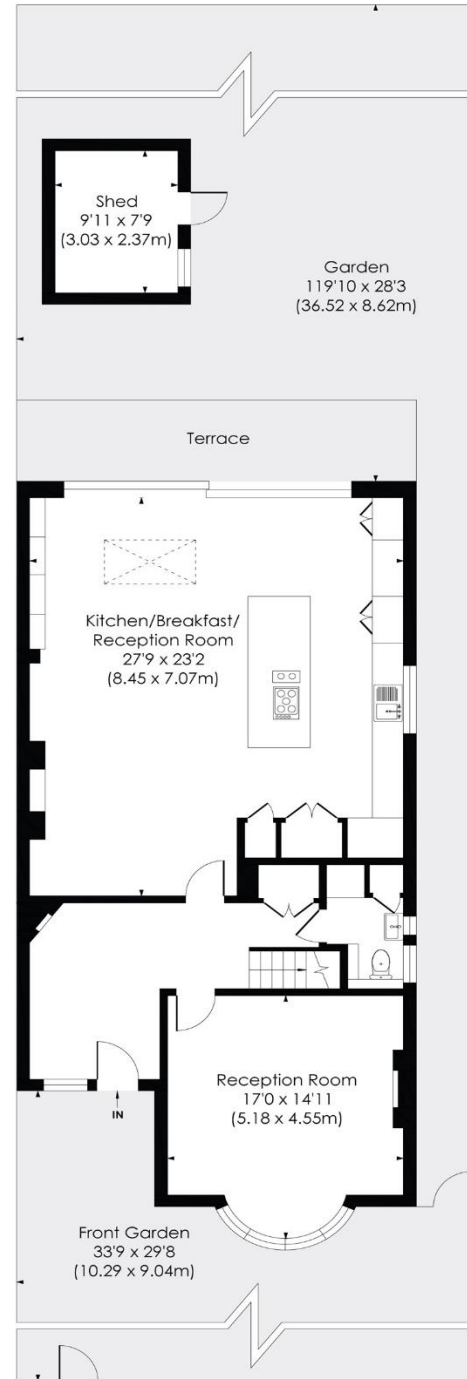 Shed
9'11 x 7'9
(3.03 x 2.37m)
Garden
119'10 x 28'3
(36.52 x 8.62m)
Terrace
Kitchen/Breakfast/
Reception Room
27'9 x 23'2
(8.45 x 7.07m)
Reception Room
17'0 x 14'11
(5.18 x 4.55m)
IN
Front Garden
33'9 x 29'8
(10.29 x 9.04m)